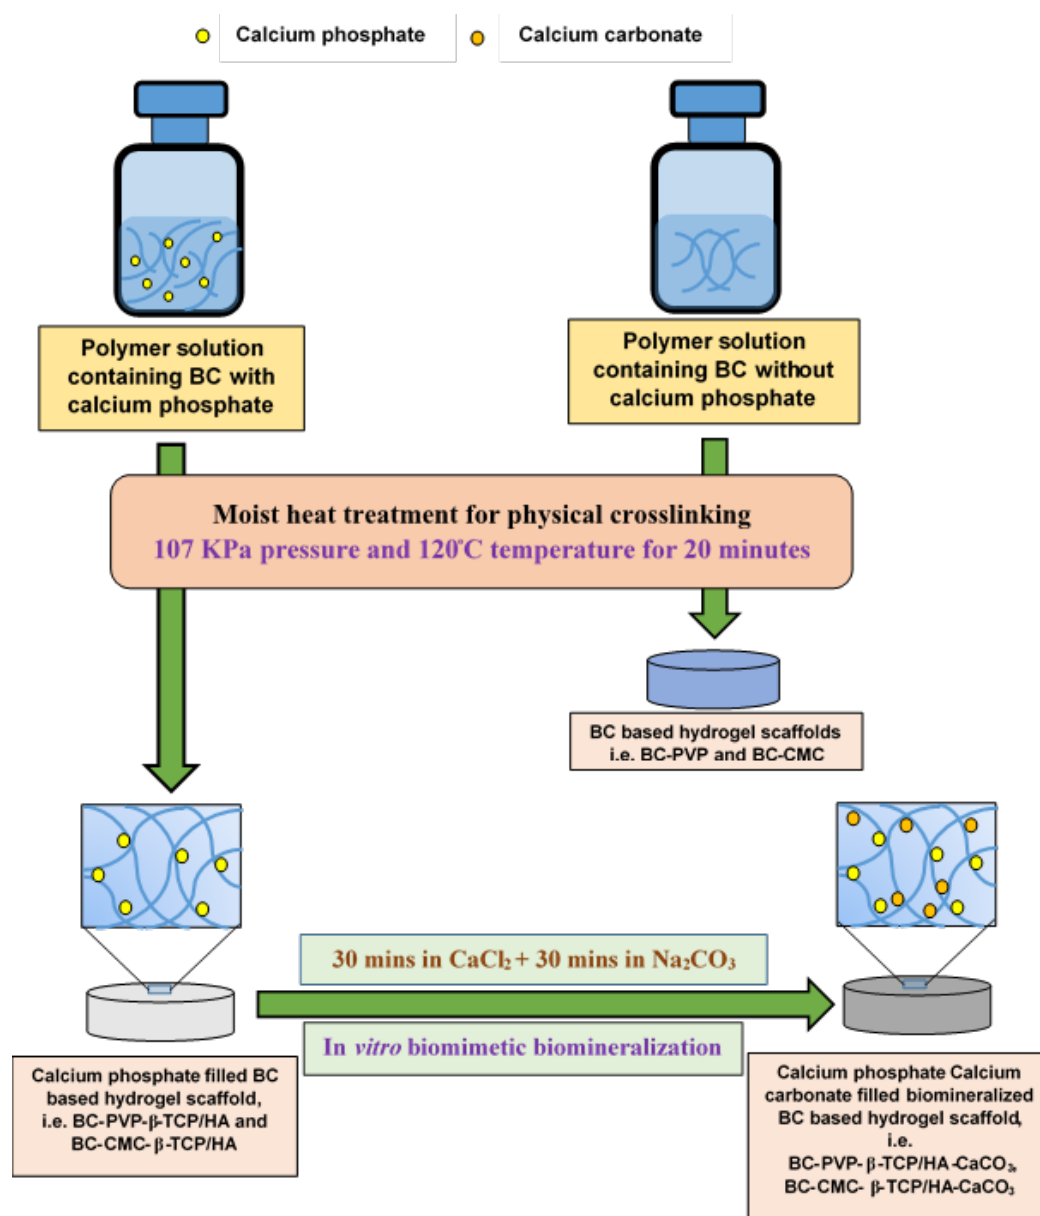 Calcium phosphate
Calcium carbonate
Polymer solution
containing BC with
calcium phosphate
Polymer solution
containing BC without
calcium phosphate
Moist heat treatment for physical crosslinking
107 KPa pressure and 120°C temperature for 20 minutes
BC based hydrogel scaffolds
i.e. BC-PVP and BC-CMC
30 mins in CaCl₂ + 30 mins in Na₂CO₃
In vitro biomimetic biomineralization
Calcium phosphate filled BC
based hydrogel scaffold,
i.e. BC-PVP-β-TCP/HA and
BC-CMC- β-TCP/HA
Calcium phosphate Calcium
carbonate filled biomineralized
BC based hydrogel scaffold,
i.e.
BC-PVP- β-TCP/HA-CaCO₃,
BC-CMC- β-TCP/HA-CaCO₃